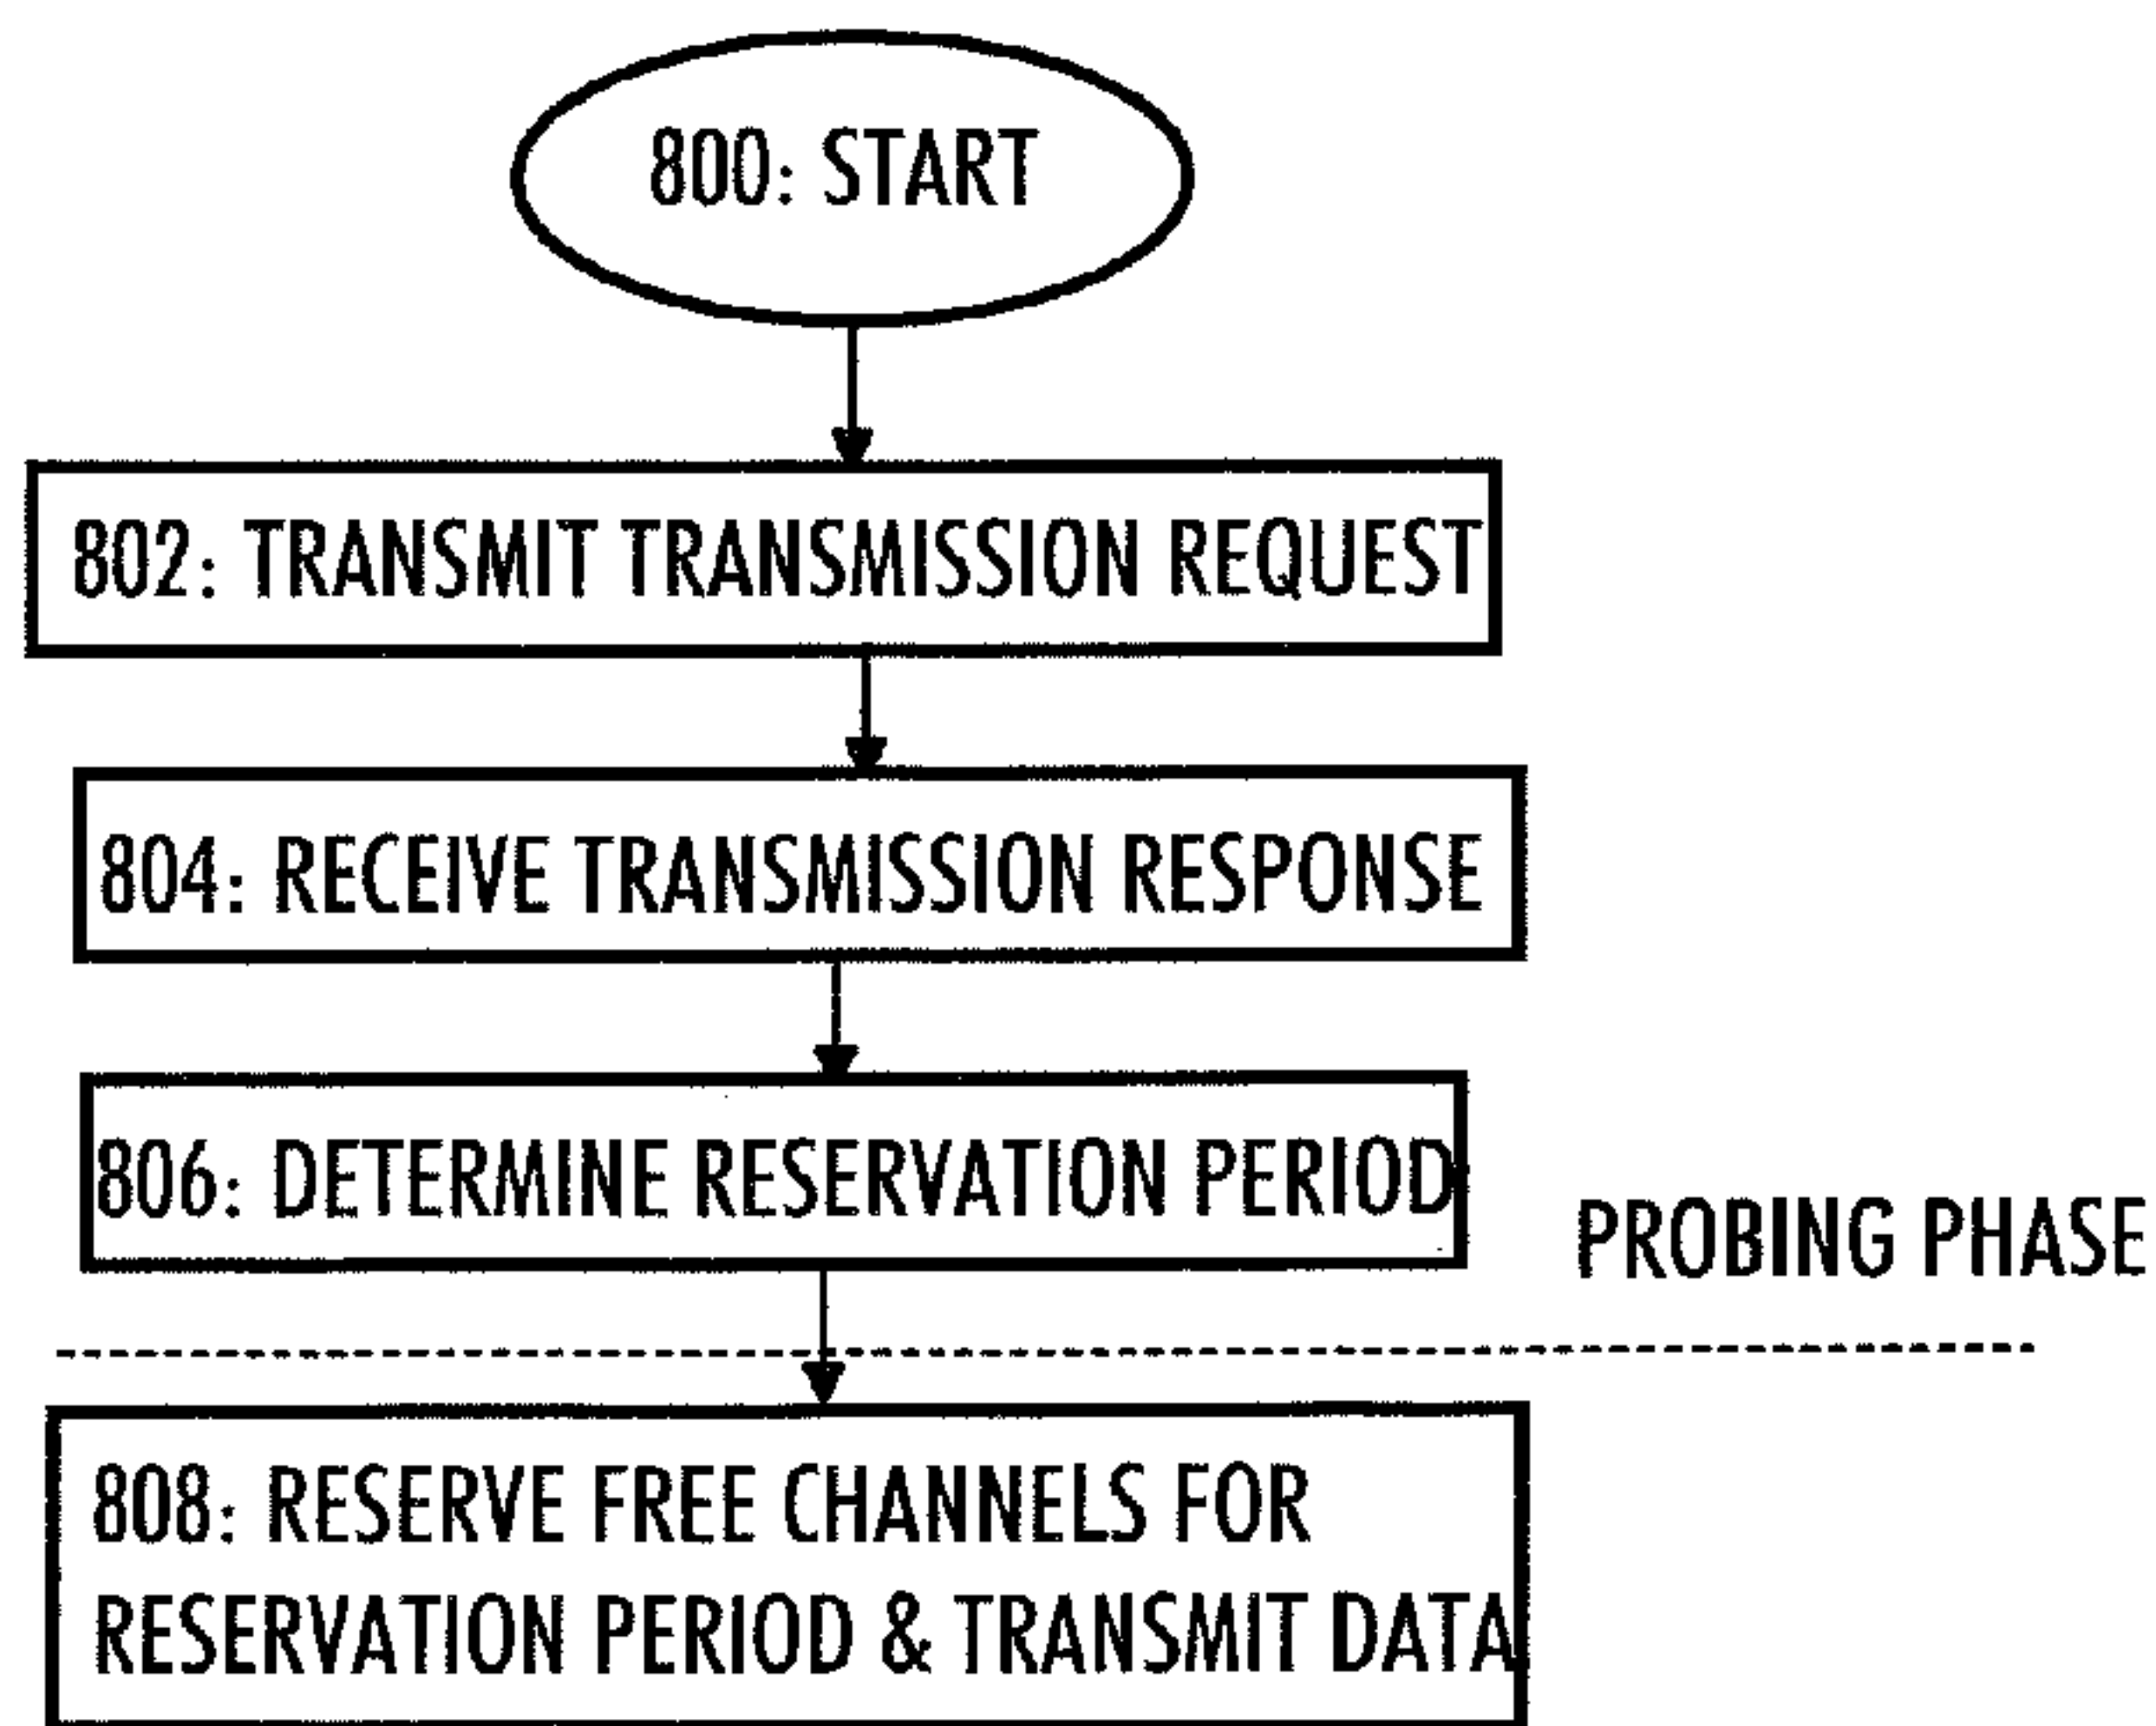 800: START
802: TRANSMIT TRANSMISSION REQUEST
804: RECEIVE TRANSMISSION RESPONSE
806: DETERMINE RESERVATION PERIOD
PROBING PHASE
808: RESERVE FREE CHANNELS FOR
RESERVATION PERIOD & TRANSMIT DATA